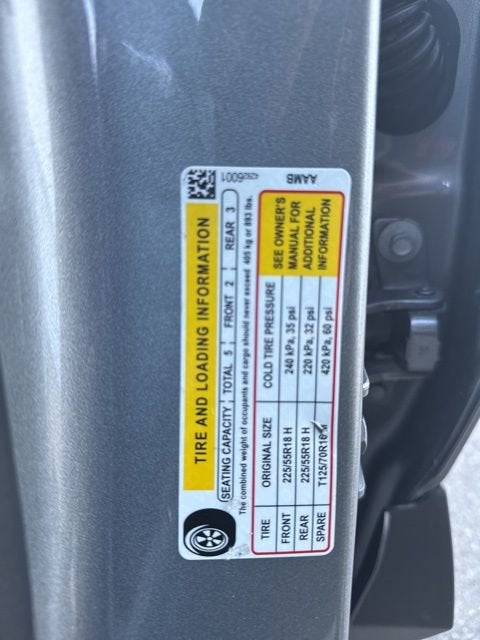 TIRE AND LOADING INFORMATION
SEATING CAPACITY TOTAL 5 FRONT 2 REAR 3
The combined weight of occupants and cargo should never exceed 405 kg or 893 lbs.
TIRE ORIGINAL SIZE COLD TIRE PRESSURE SEE OWNER'S
FRONT 225/55R18 H 240 kPa, 35 psi MANUAL FOR
REAR 225/55R18 H 220 kPa, 32 psi ADDITIONAL
SPARE T125/70R16 M 420 kPa, 60 psi INFORMATION
42926001
AAMB